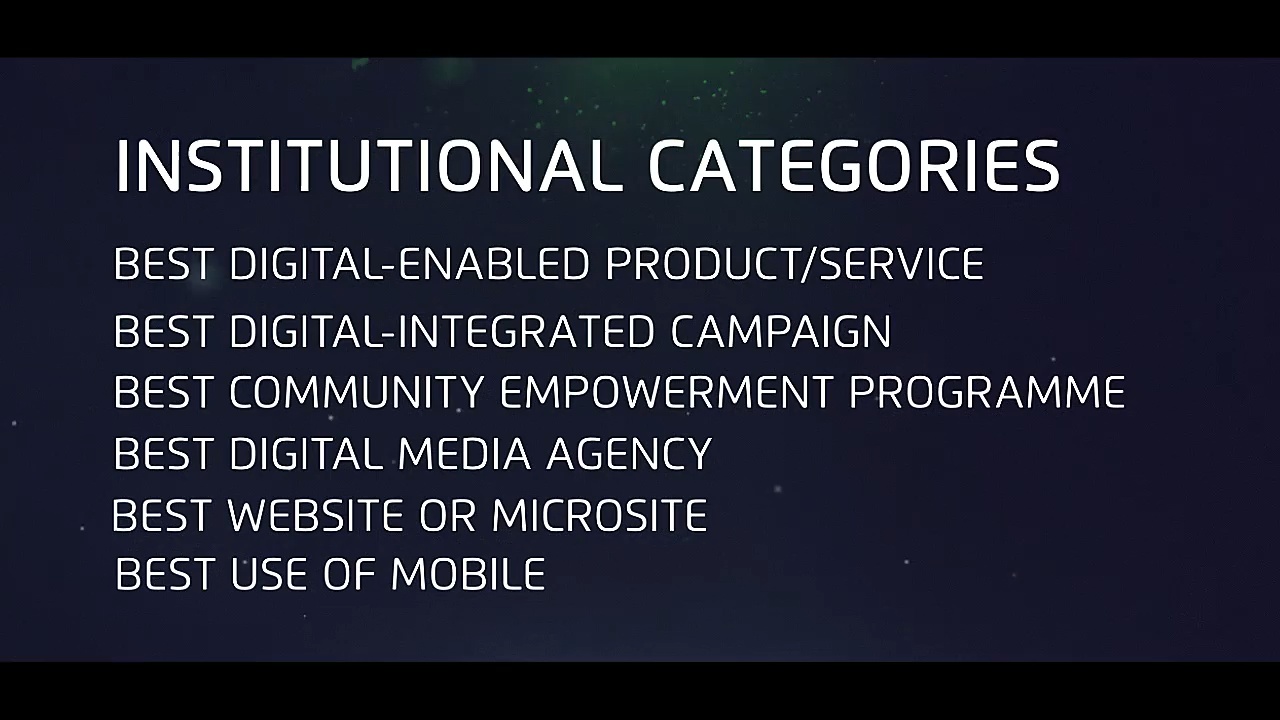 INSTITUTIONAL CATEGORIES
BEST DIGITAL-ENABLED PRODUCT/SERVICE
BEST DIGITAL-INTEGRATED CAMPAIGN
BEST COMMUNITY EMPOWERMENT PROGRAMME
BEST DIGITAL MEDIA AGENCY
BEST WEBSITE OR MICROSITE
BEST USE OF MOBILE